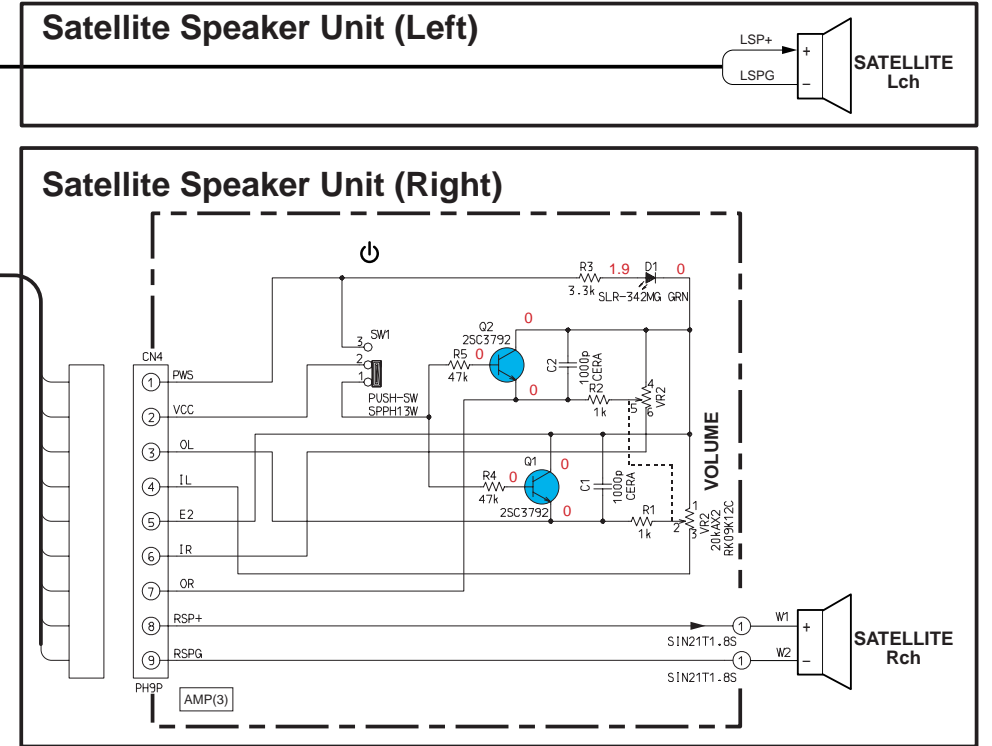 Satellite Speaker Unit (Left)
LSP+
LSPG
+
−
SATELLITE
Lch
Satellite Speaker Unit (Right)
R3
3.3k
1.9
D1
0
SLR-342MG GRN
CN4
1 PWS
2 VCC
3 OL
4 IL
5 E2
6 IR
7 OR
8 RSP+
9 RSPG
PH9P
AMP(3)
3
2
1
SW1
PUSH-SW
SPPH13W
Q2
2SC3792
0
R5
0
47k
0
C2
1000p
CERA
R2
1k
4
5
6
VR2
Q1
R4
0
47k
0
2SC3792
0
C1
1000p
CERA
R1
1k
VOLUME
1
2
3
VR2
20kAX2
RK09K12C
1
W1
SIN21T1.8S
1
W2
SIN21T1.8S
+
−
SATELLITE
Rch